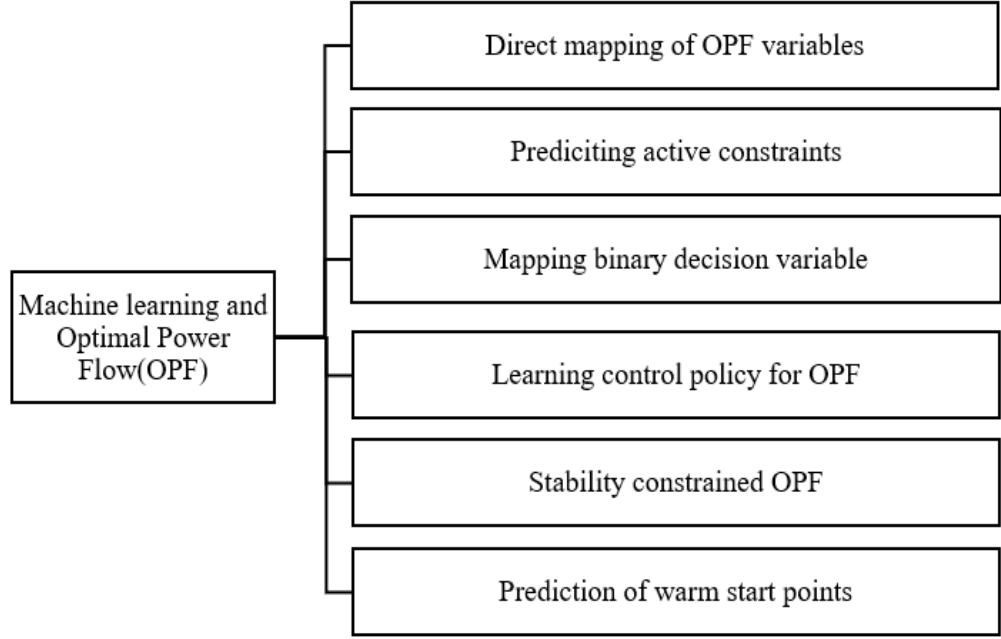 Direct mapping of OPF variables
Prediciting active constraints
Mapping binary decision variable
Machine learning and
Optimal Power
Flow(OPF)
Learning control policy for OPF
Stability constrained OPF
Prediction of warm start points